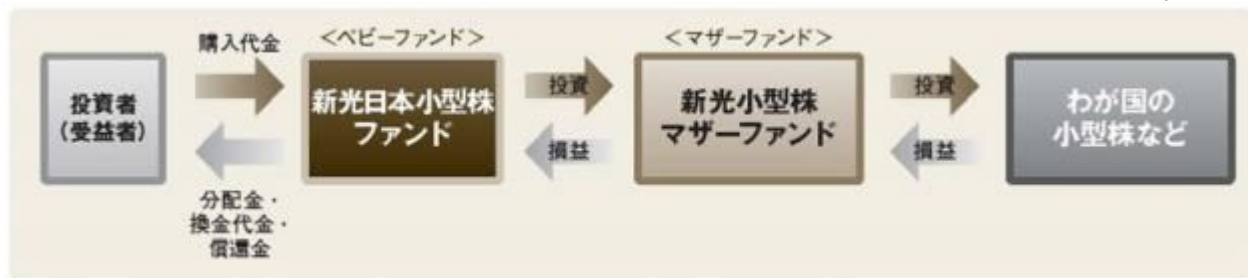 購入代金
<ベビーファンド>
<マザーファンド>
投資者
(受益者)
新光日本小型株
ファンド
投資
損益
新光小型株
マザーファンド
投資
損益
わが国の
小型株など
分配金・
換金代金・
償還金